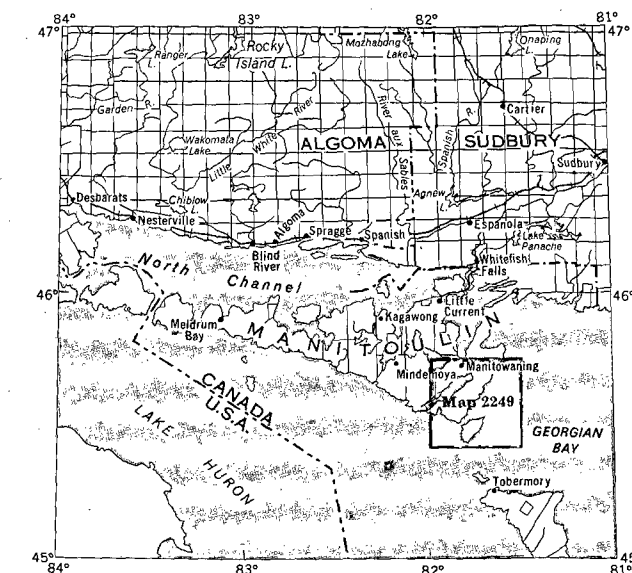 84° 83° 82° 81°
47° 47°
Ranger L.
Rocky Island L.
Mozhabong Lake
Onaping L.
Garden R.
Wakomata Lake
Little White River
River aux Sables
Spanish R.
Cartier
ALGOMA SUDBURY
Sudbury
Desbarats
Chiblow L.
Agnew L.
Nesterville
Algoma
Spragge
Spanish
Espanola
Lake Panache
Blind River
Whitefish Falls
North Channel
46° 46°
Little Current
Meldrum Bay
Kagawong
MANITOULIN
Mindemoya
Manitowaning
CANADA
U.S.A.
Map 2249
LAKE HURON
GEORGIAN BAY
Tobermory
45° 45°
84° 83° 82° 81°